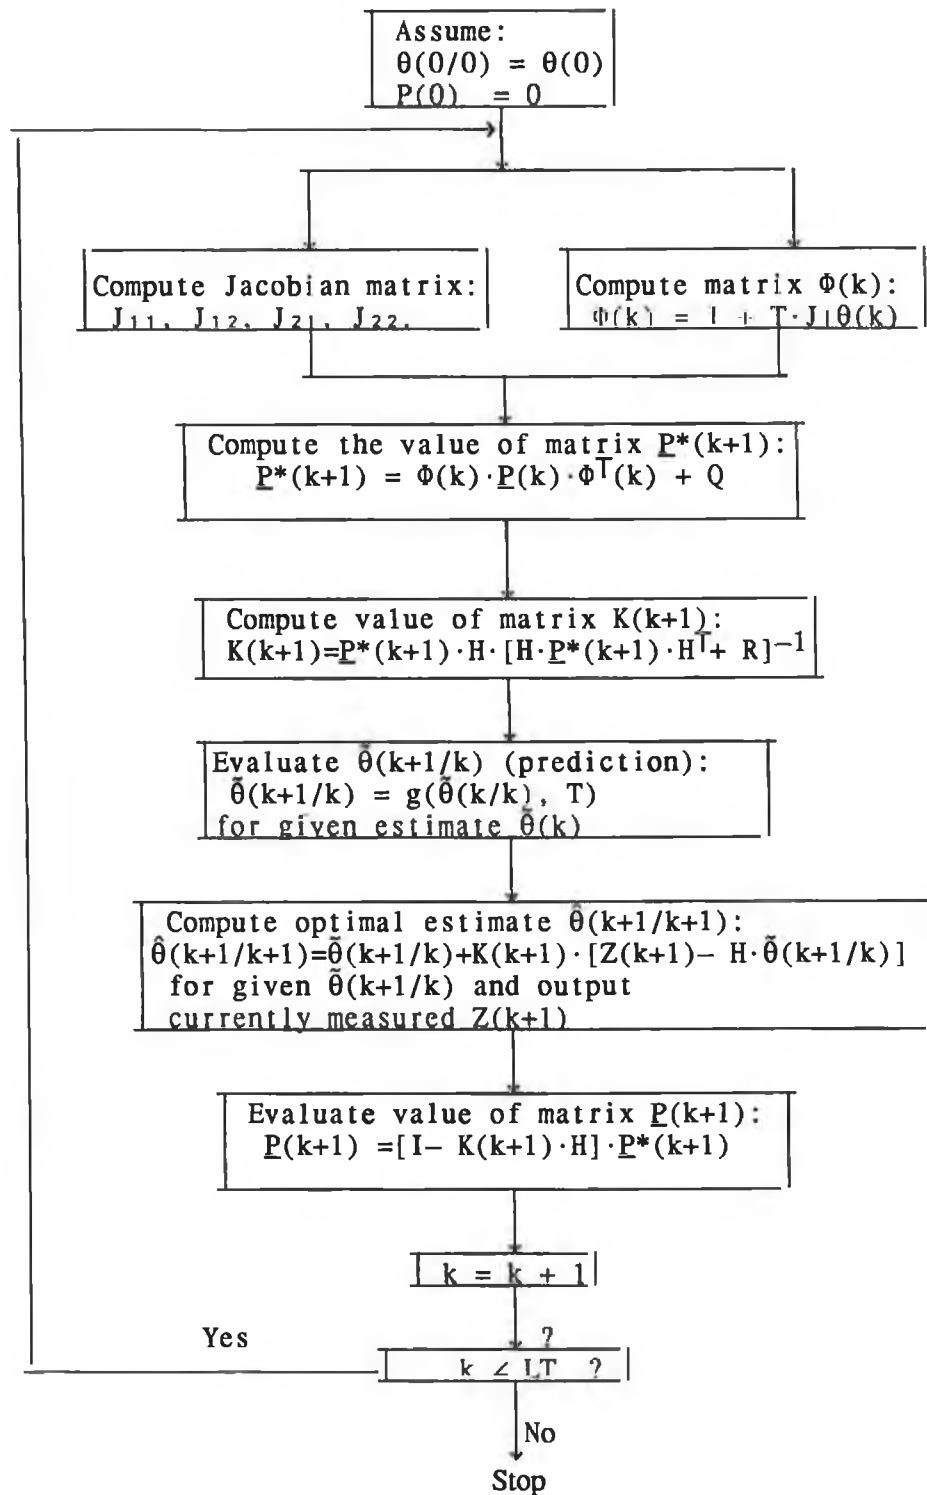 Assume:
θ(0/0) = θ(0)
P(0) = 0
Compute Jacobian matrix:
J11, J12, J21, J22.
Compute matrix Φ(k):
Φ(k) = I + T·J|θ(k)
Compute the value of matrix P*(k+1):
P*(k+1) = Φ(k)·P(k)·Φᵀ(k) + Q
Compute value of matrix K(k+1):
K(k+1)=P*(k+1)·H·[H·P*(k+1)·Hᵀ+ R]⁻¹
Evaluate θ̃(k+1/k) (prediction):
θ̃(k+1/k) = g(θ̃(k/k), T)
for given estimate θ̃(k)
Compute optimal estimate θ̂(k+1/k+1):
θ̂(k+1/k+1)=θ̃(k+1/k)+K(k+1)·[Z(k+1)– H·θ̃(k+1/k)]
for given θ̃(k+1/k) and output
currently measured Z(k+1)
Evaluate value of matrix P(k+1):
P(k+1) =[I– K(k+1)·H]·P*(k+1)
k = k + 1
Yes
?
k ∠ LT ?
No
Stop